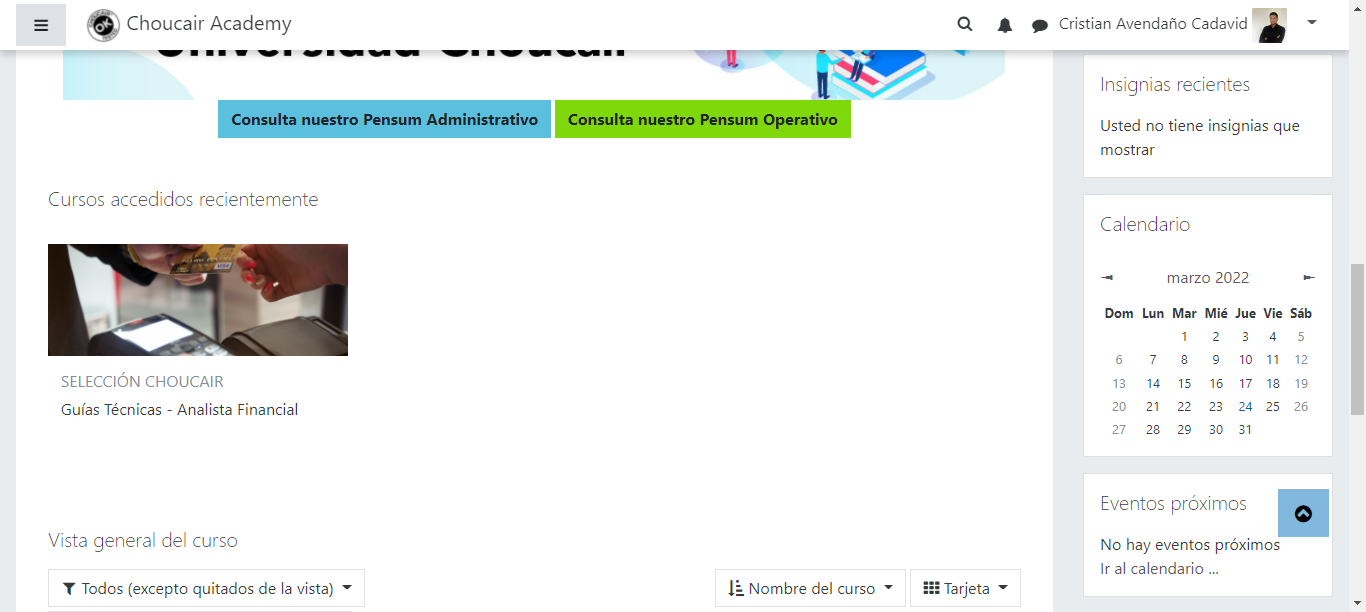 Choucair Academy
Cristian Avendaño Cadavid
Universidad Choucair
Consulta nuestro Pensum Administrativo
Consulta nuestro Pensum Operativo
Cursos accedidos recientemente
VISA
SELECCIÓN CHOUCAIR
Guías Técnicas - Analista Financial
Vista general del curso
Todos (excepto quitados de la vista)
Nombre del curso
Tarjeta
Insignias recientes
Usted no tiene insignias que
mostrar
Calendario
marzo 2022
Dom Lun Mar Mié Jue Vie Sáb
1 2 3 4 5
6 7 8 9 10 11 12
13 14 15 16 17 18 19
20 21 22 23 24 25 26
27 28 29 30 31
Eventos próximos
No hay eventos próximos
Ir al calendario ...